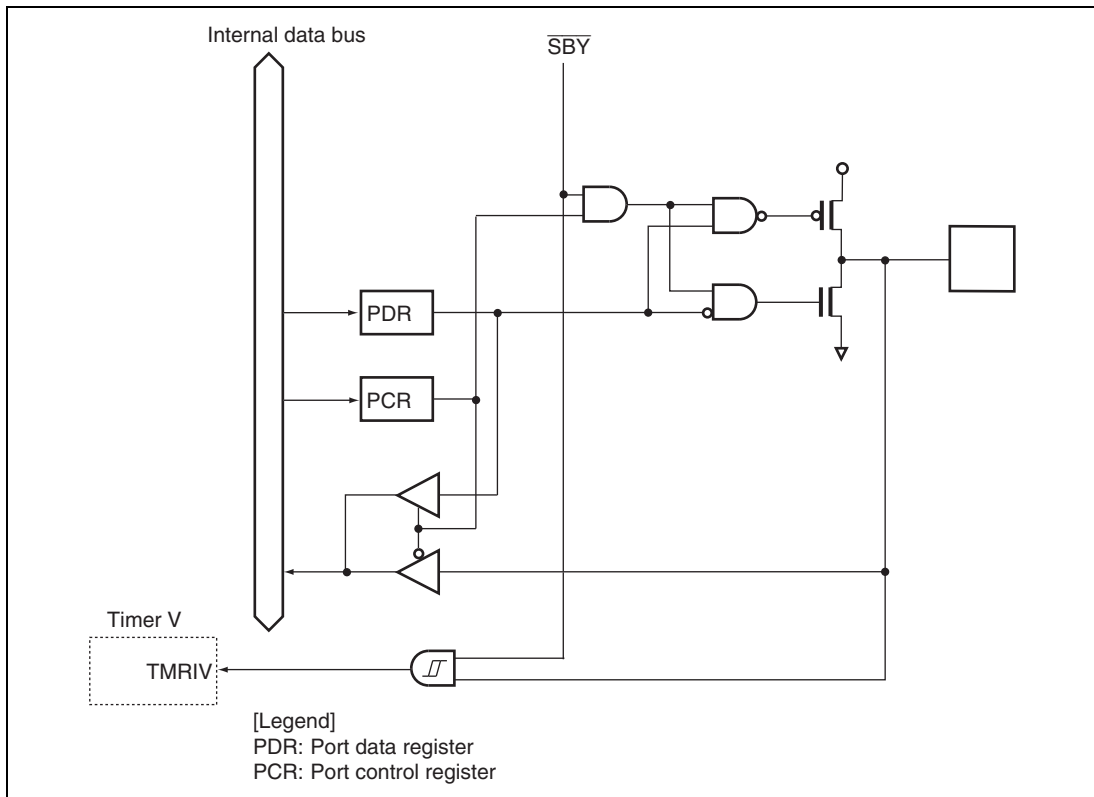 Internal data bus
SBY
PDR
PCR
Timer V
TMRIV
[Legend]
PDR: Port data register
PCR: Port control register